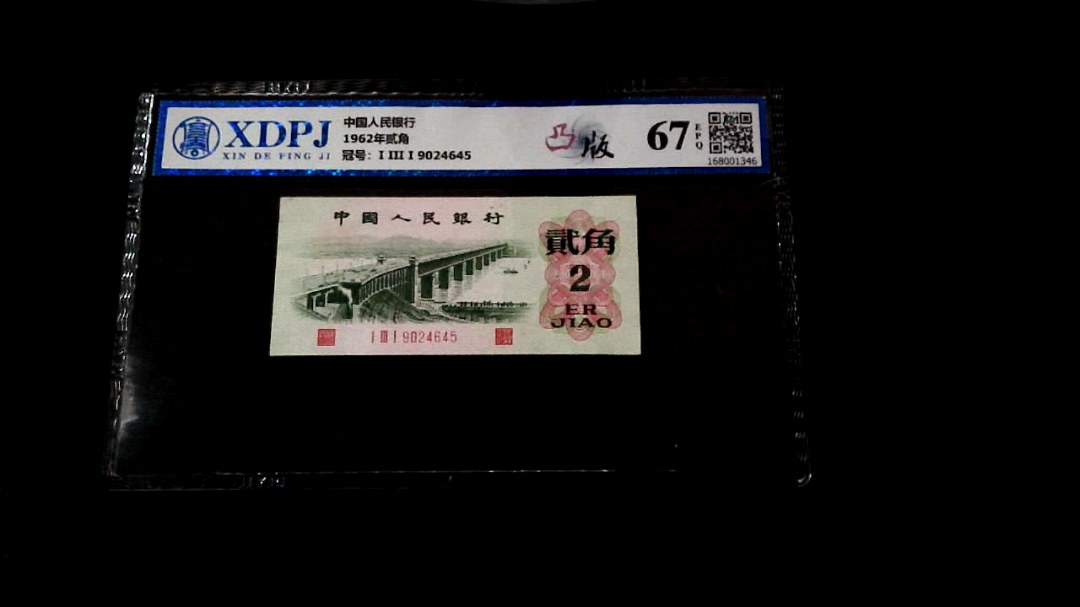 XDPJ
XIN DE PING JI
中国人民银行
1962年贰角
冠号：I III I 9024645
凸版
67
EPQ
168001346
中國人民銀行
貳角
2
ER
JIAO
I III I 9024645